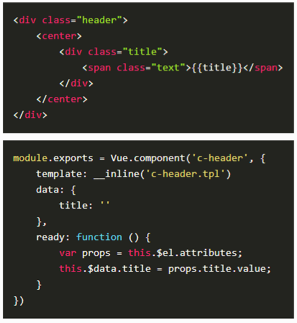 <div class="header">
    <center>
        <div class="title">
            <span class="text">{{title}}</span>
        </div>
    </center>
</div>
module.exports = Vue.component('c-header', {
    template: __inline('c-header.tpl')
    data: {
        title: ''
    },
    ready: function () {
        var props = this.$el.attributes;
        this.$data.title = props.title.value;
    }
})